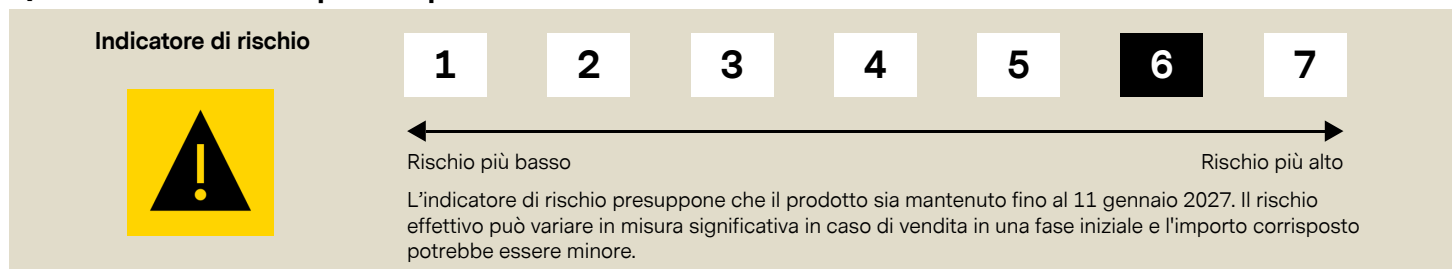 Indicatore di rischio
1 2 3 4 5 6 7
Rischio più basso
Rischio più alto
L'indicatore di rischio presuppone che il prodotto sia mantenuto fino al 11 gennaio 2027. Il rischio
effettivo può variare in misura significativa in caso di vendita in una fase iniziale e l'importo corrisposto
potrebbe essere minore.